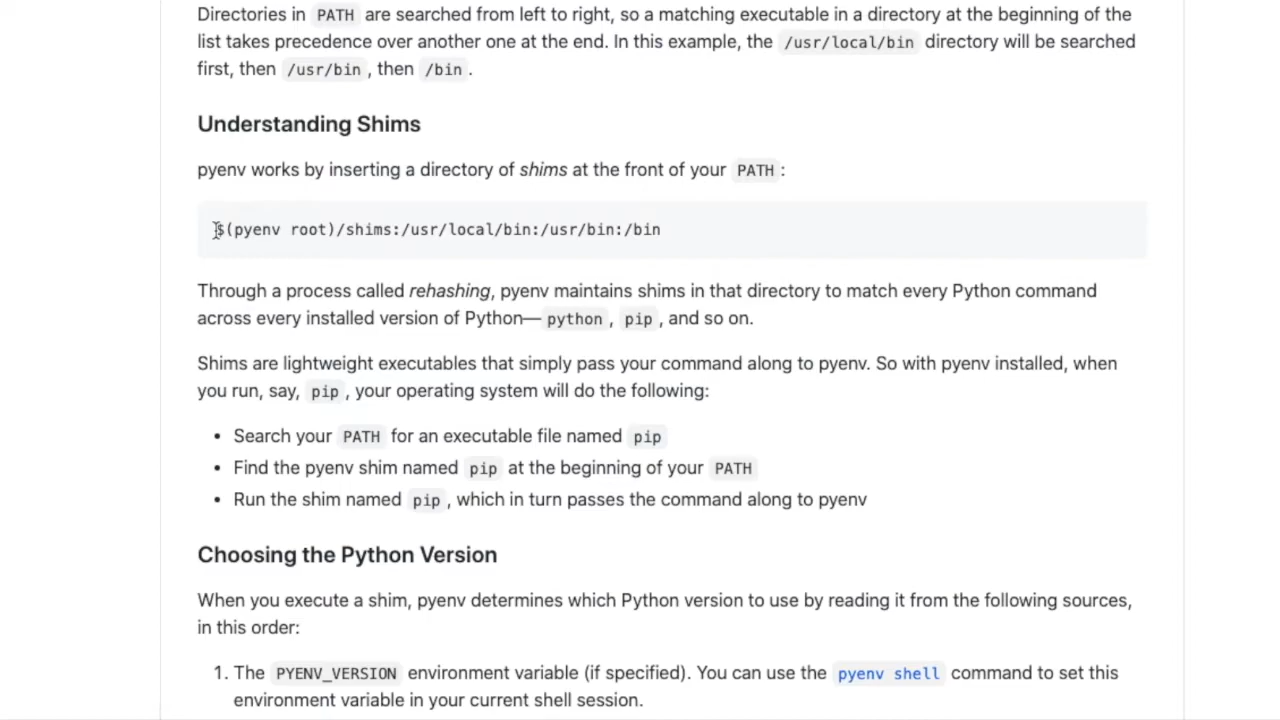 Directories in PATH are searched from left to right, so a matching executable in a directory at the beginning of the
list takes precedence over another one at the end. In this example, the /usr/local/bin directory will be searched
first, then /usr/bin, then /bin.
Understanding Shims
pyenv works by inserting a directory of shims at the front of your PATH:
$(pyenv root)/shims:/usr/local/bin:/usr/bin:/bin
Through a process called rehashing, pyenv maintains shims in that directory to match every Python command
across every installed version of Python—python, pip, and so on.
Shims are lightweight executables that simply pass your command along to pyenv. So with pyenv installed, when
you run, say, pip, your operating system will do the following:
• Search your PATH for an executable file named pip
• Find the pyenv shim named pip at the beginning of your PATH
• Run the shim named pip, which in turn passes the command along to pyenv
Choosing the Python Version
When you execute a shim, pyenv determines which Python version to use by reading it from the following sources,
in this order:
1. The PYENV_VERSION environment variable (if specified). You can use the pyenv shell command to set this
environment variable in your current shell session.